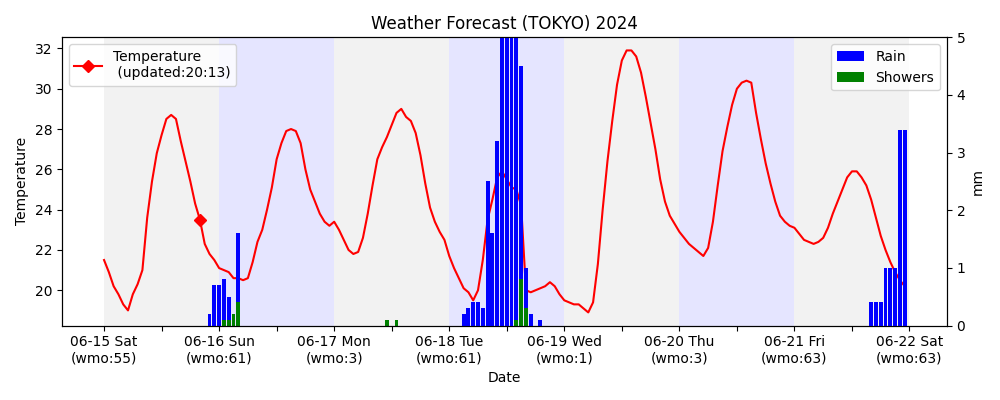 Weather Forecast (TOKYO) 2024
Temperature
(updated:20:13)
Rain
Showers
Temperature
32
30
28
26
24
22
20
mm
5
4
3
2
1
0
06-15 Sat
(wmo:55)
06-16 Sun
(wmo:61)
06-17 Mon
(wmo:3)
06-18 Tue
(wmo:61)
06-19 Wed
(wmo:1)
06-20 Thu
(wmo:3)
06-21 Fri
(wmo:63)
06-22 Sat
(wmo:63)
Date